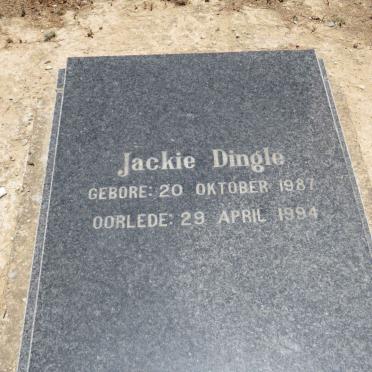 Jackie Dingle
GEBORE: 20 OKTOBER 1987
OORLEDE: 29 APRIL 1994